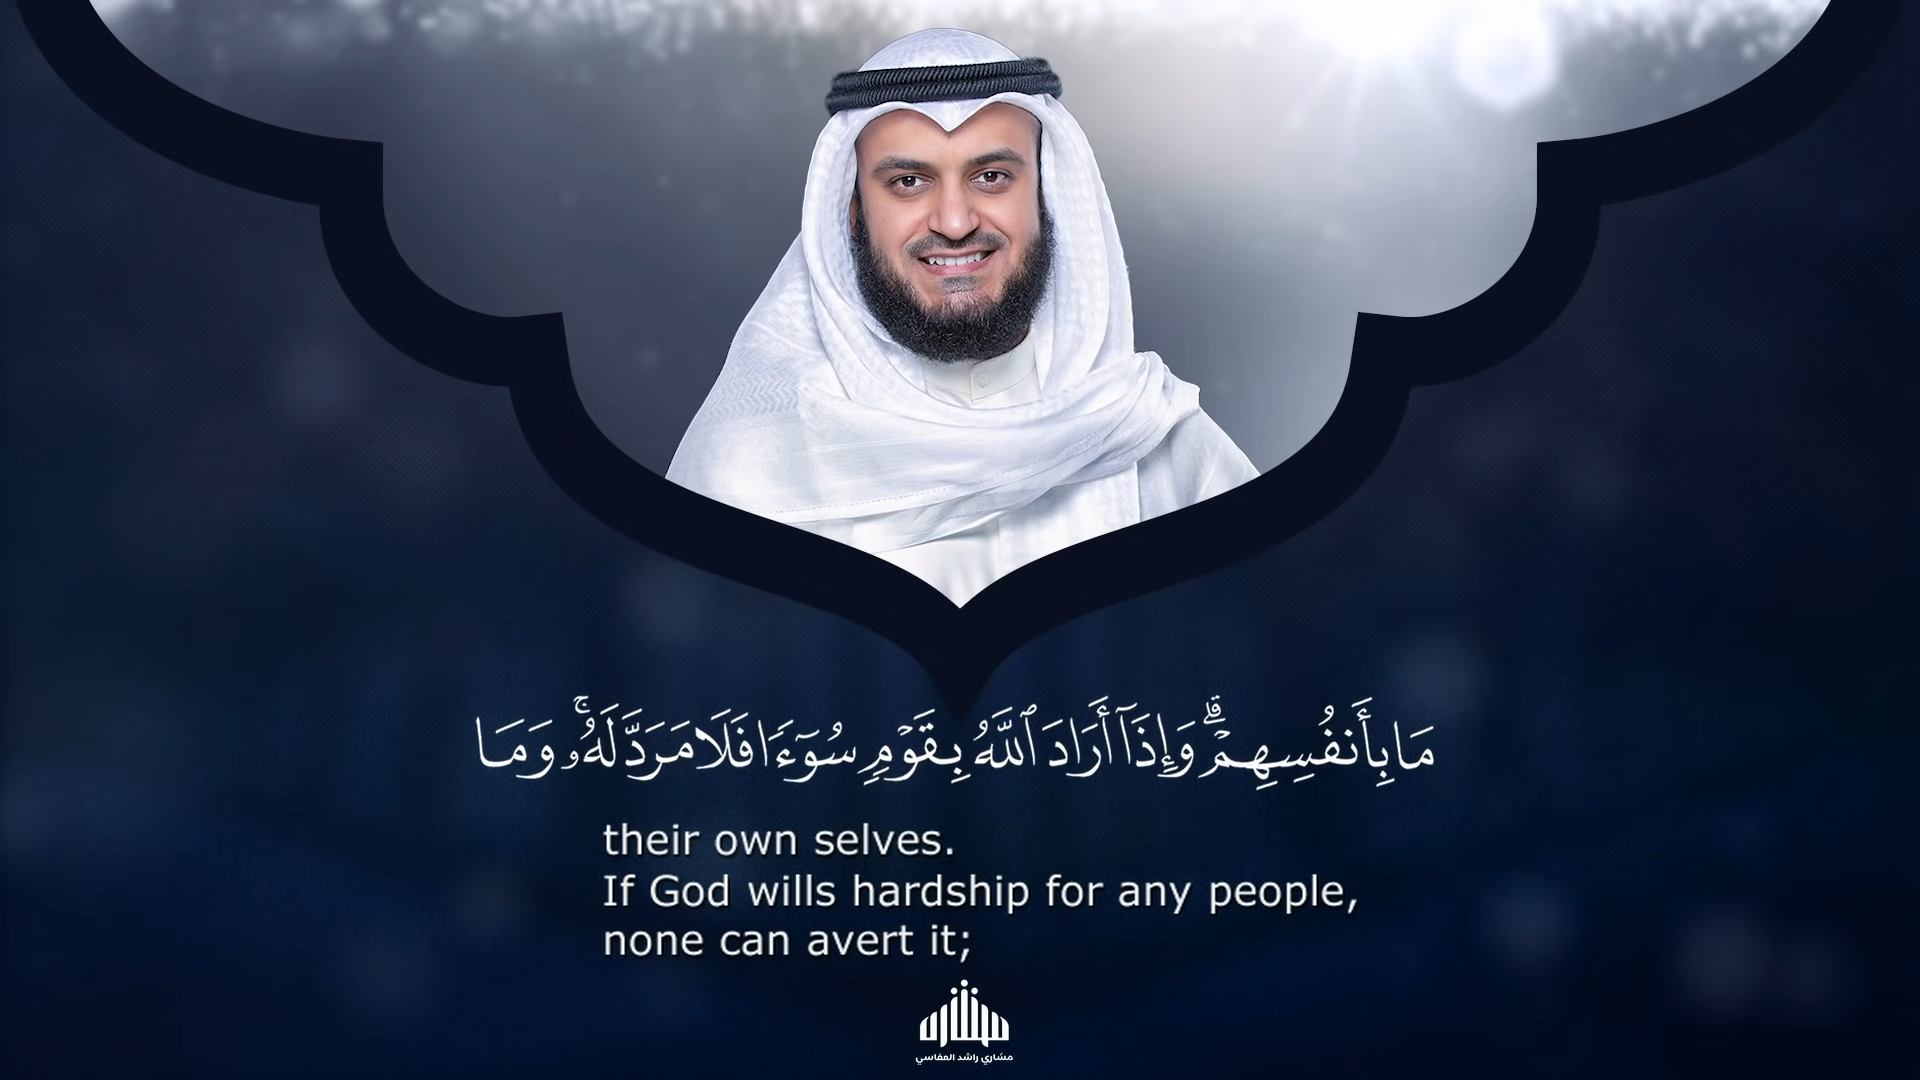 مَا بِأَنفُسِهِمْ ۗ وَإِذَآ أَرَادَ ٱللَّهُ بِقَوْمٍ سُوٓءًا فَلَا مَرَدَّ لَهُۥ ۚ وَمَا
their own selves.
If God wills hardship for any people,
none can avert it;
مشاري
مشاري راشد العفاسي